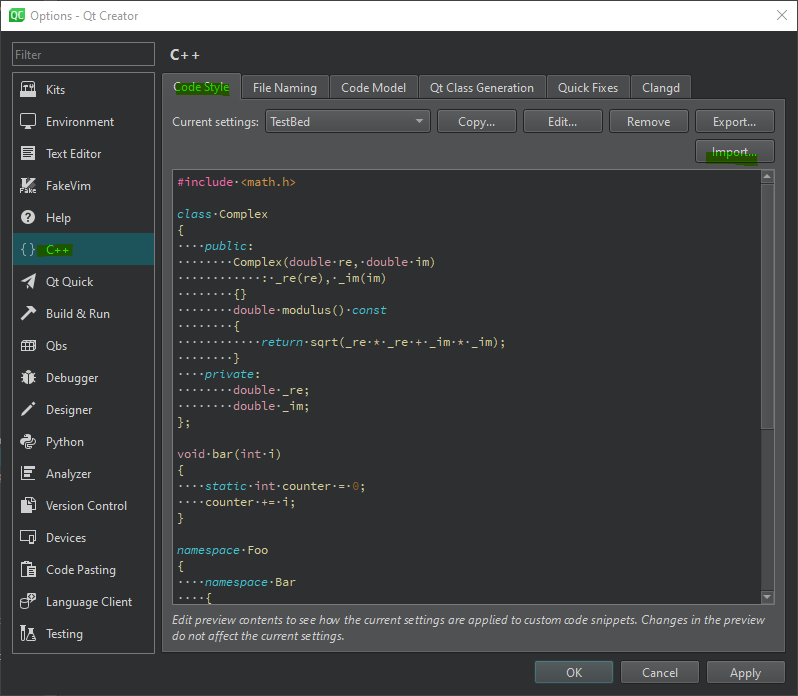 QC Options - Qt Creator
Filter
Kits
Environment
Text Editor
Fake
FakeVim
Help
{ } C++
Qt Quick
Build & Run
Qbs
Debugger
Designer
Python
Analyzer
Version Control
Devices
Code Pasting
Language Client
Testing
C++
Code Style File Naming Code Model Qt Class Generation Quick Fixes Clangd
Current settings: TestBed Copy... Edit... Remove Export...
Import...
#include·<math.h>
class·Complex
{
····public:
········Complex(double·re,·double·im)
············:·_re(re),·_im(im)
········{}
········double·modulus()·const
········{
············return·sqrt(_re·*·_re·+·_im·*·_im);
········}
····private:
········double·_re;
········double·_im;
};
void·bar(int·i)
{
····static·int·counter·=·0;
····counter·+=·i;
}
namespace·Foo
{
····namespace·Bar
····{
Edit preview contents to see how the current settings are applied to custom code snippets. Changes in the preview
do not affect the current settings.
OK Cancel Apply